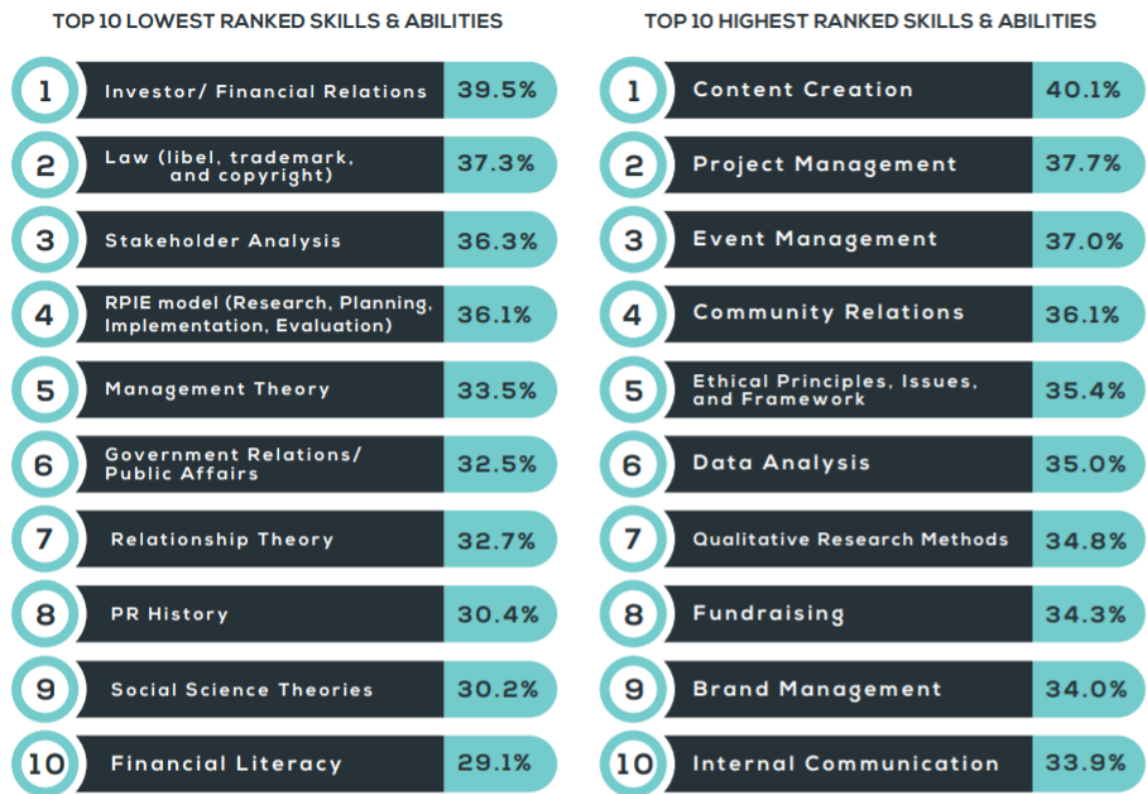 TOP 10 LOWEST RANKED SKILLS & ABILITIES
1 Investor/ Financial Relations 39.5%
2 Law (libel, trademark,
and copyright) 37.3%
3 Stakeholder Analysis 36.3%
4 RPIE model (Research, Planning,
Implementation, Evaluation) 36.1%
5 Management Theory 33.5%
6 Government Relations/
Public Affairs 32.5%
7 Relationship Theory 32.7%
8 PR History 30.4%
9 Social Science Theories 30.2%
10 Financial Literacy 29.1%
TOP 10 HIGHEST RANKED SKILLS & ABILITIES
1 Content Creation 40.1%
2 Project Management 37.7%
3 Event Management 37.0%
4 Community Relations 36.1%
5 Ethical Principles, Issues,
and Framework 35.4%
6 Data Analysis 35.0%
7 Qualitative Research Methods 34.8%
8 Fundraising 34.3%
9 Brand Management 34.0%
10 Internal Communication 33.9%